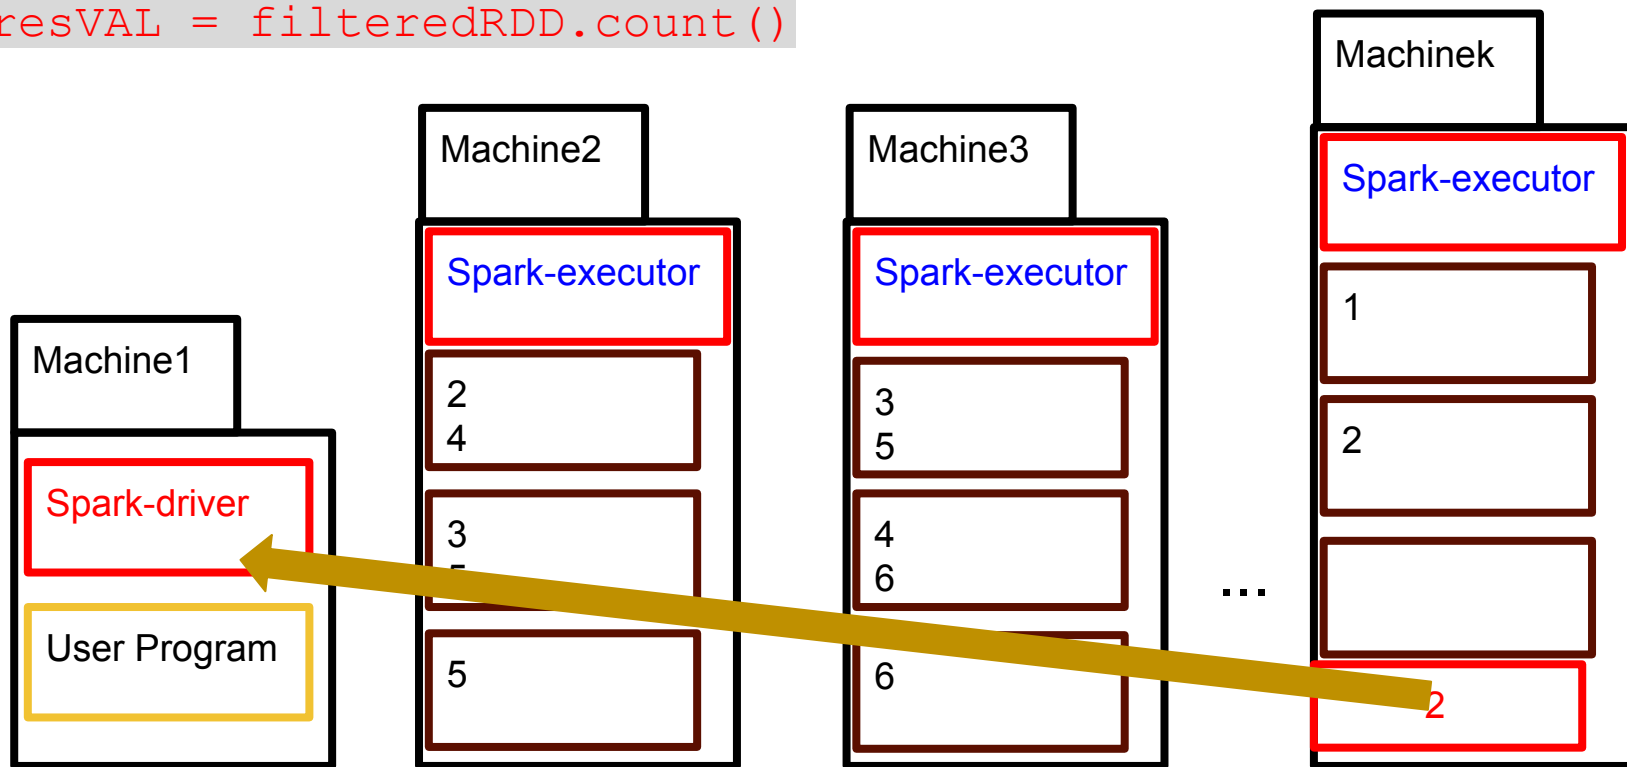 resVAL = filteredRDD.count()
Machine1
Spark-driver
User Program
Machine2
Spark-executor
2
4
3
5
Machine3
Spark-executor
3
5
4
6
6
...
Machinek
Spark-executor
1
2
2